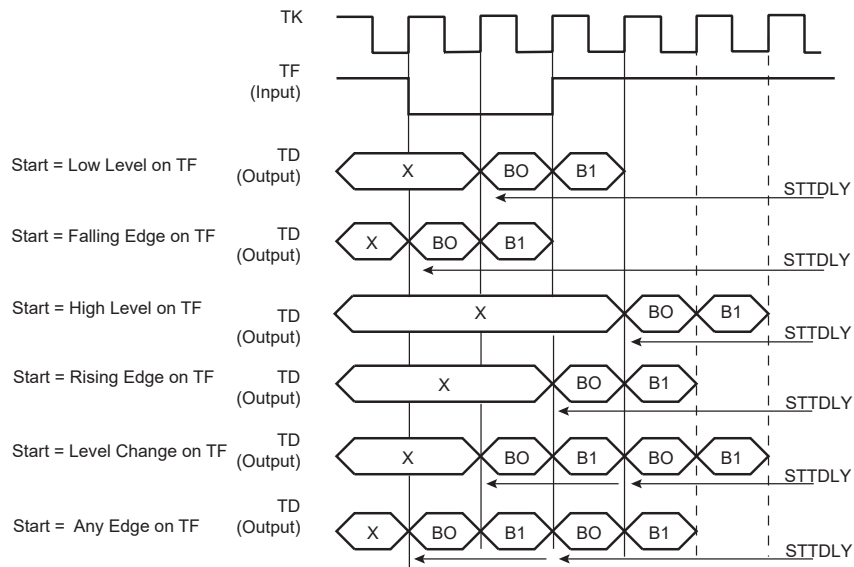 TK
TF
(Input)
Start = Low Level on TF
TD
(Output)
X
BO
B1
STTDLY
Start = Falling Edge on TF
TD
(Output)
X
BO
B1
STTDLY
Start = High Level on TF
TD
(Output)
X
BO
B1
STTDLY
Start = Rising Edge on TF
TD
(Output)
X
BO
B1
STTDLY
Start = Level Change on TF
TD
(Output)
X
BO
B1
BO
B1
STTDLY
Start = Any Edge on TF
TD
(Output)
X
BO
B1
BO
B1
STTDLY